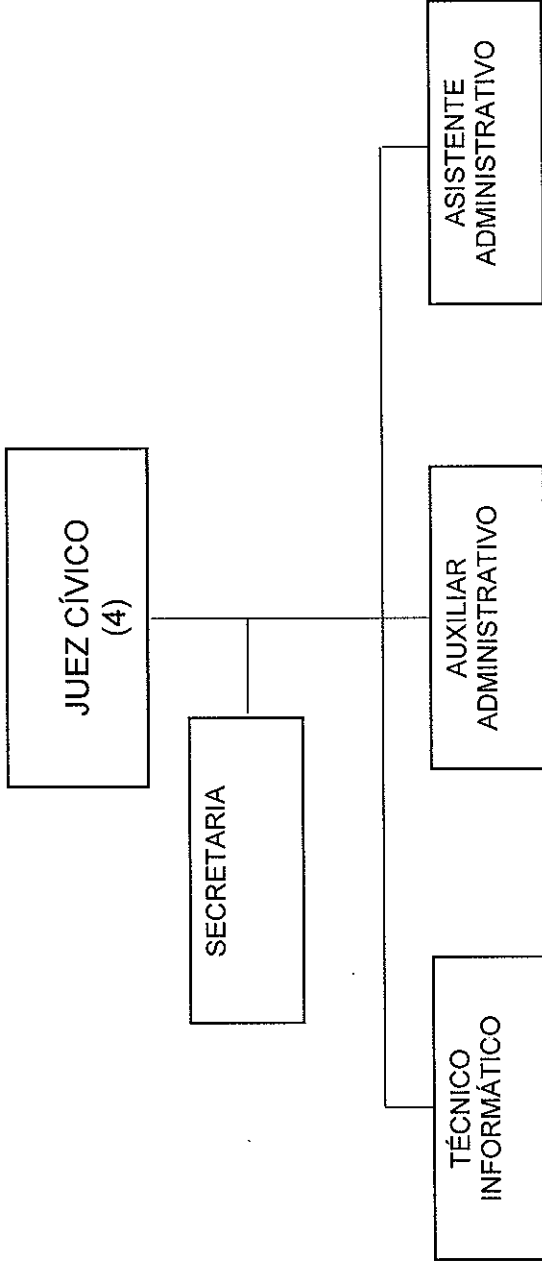 JUEZ CÍVICO
(4)
SECRETARIA
TÉCNICO
INFORMÁTICO
AUXILIAR
ADMINISTRATIVO
ASISTENTE
ADMINISTRATIVO